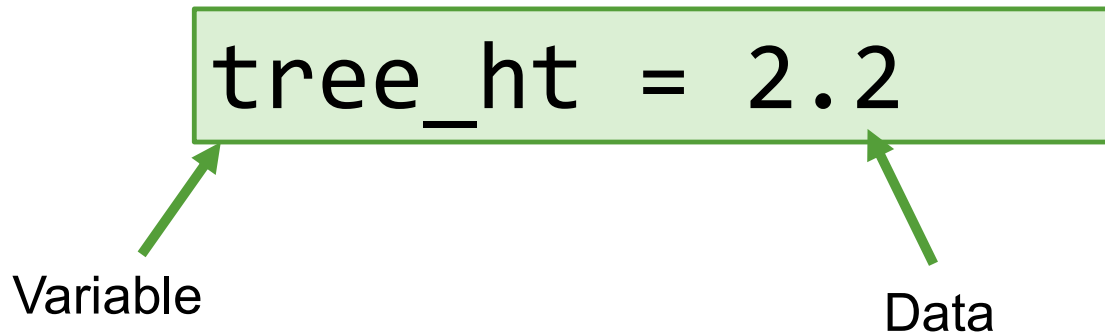 tree_ht = 2.2
Variable
Data